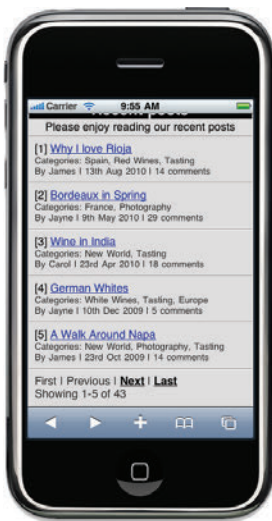 Carrier 9:55 AM
Recent posts
Please enjoy reading our recent posts
[1] Why I love Rioja
Categories: Spain, Red Wines, Tasting
By James | 13th Aug 2010 | 14 comments
[2] Bordeaux in Spring
Categories: France, Photography
By Jayne | 9th May 2010 | 29 comments
[3] Wine in India
Categories: New World, Tasting
By Carol | 23rd Apr 2010 | 18 comments
[4] German Whites
Categories: White Wines, Tasting, Europe
By Jayne | 10th Dec 2009 | 5 comments
[5] A Walk Around Napa
Categories: New World, Photography, Tasting
By James | 23rd Oct 2009 | 14 comments
First | Previous | Next | Last
Showing 1-5 of 43